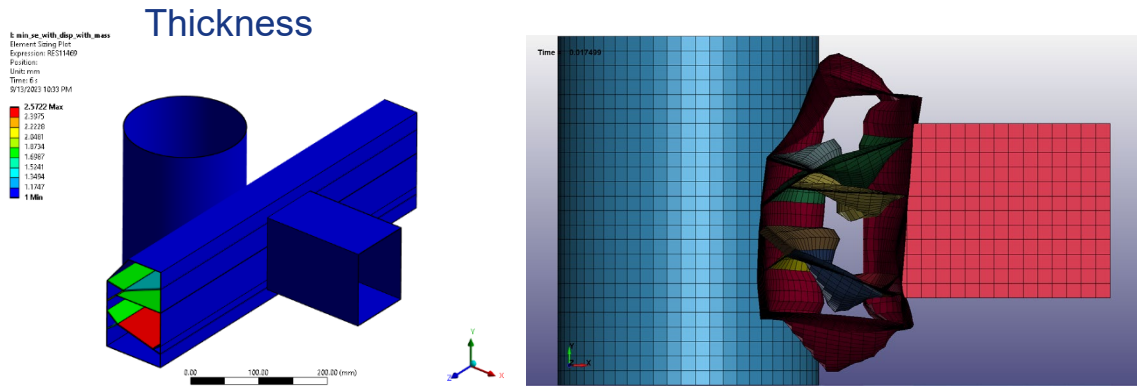 Thickness
I: min_se_with_disp_with_mass
Element Sizing Plot
Expression: RES11469
Position:
Unit: mm
Time: 6 s
9/13/2023 10:33 PM
2.5722 Max
2.3975
2.2228
2.0481
1.8734
1.6987
1.5241
1.3494
1.1747
1 Min
0.00 100.00 200.00 (mm)
Y
Z X
Time = 0.017499
Y
Z X